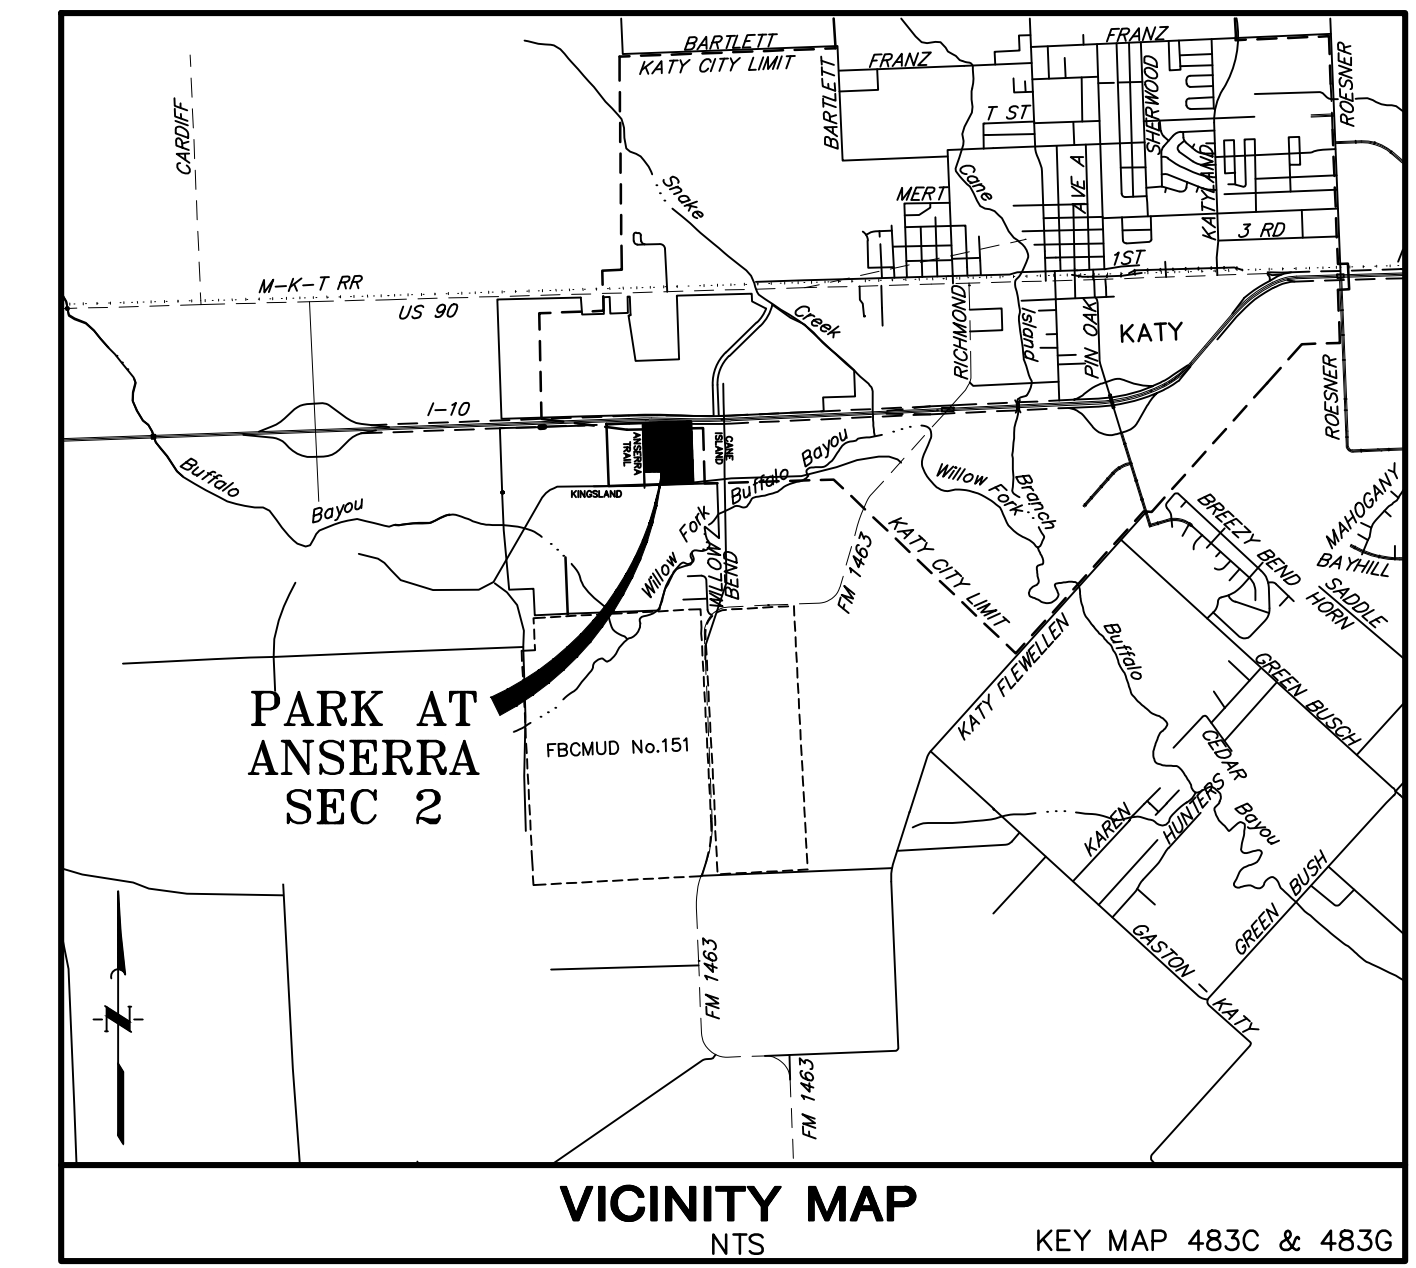 BARTLETT
KATY CITY LIMIT
FRANZ
FRANZ
ROESNER
CARDIFF
BARTLETT
SHERWOOD
T ST
Snake
MERT
Cane
AVE A
KATYLAND
3 RD
1ST
M-K-T RR
US 90
Creek
RICHMOND
Island
PIN OAK
KATY
ROESNER
I-10
ANSERRA
TRAIL
CANE
ISLAND
KINGSLAND
Buffalo
Bayou
Buffalo
Bayou
Willow Fork
Branch
Willow Fork
WILLOW
BEND
FM 1463
KATY CITY LIMIT
BREEZY BEND
MAHOGANY
BAYHILL
SADDLE
HORN
KATY FLEWELLEN
Buffalo
GREEN BUSCH
PARK AT
ANSERRA
SEC 2
FBCMUD No.151
CEDAR
KAREN
HUNTERS
Bayou
GREEN BUSH
GASTON - KATY
FM 1463
N
FM 1463
VICINITY MAP
NTS
KEY MAP 483C & 483G